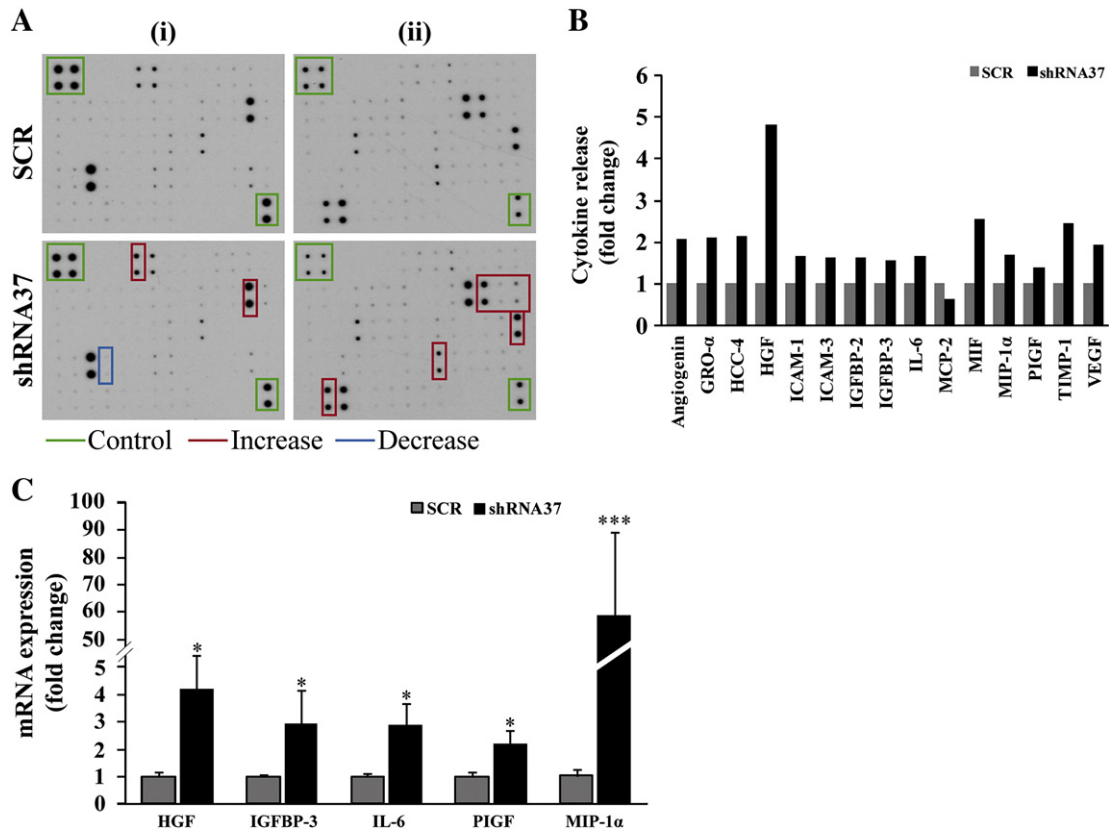 A
(i)
(ii)
SCR
shRNA37
Control
Increase
Decrease
B
SCR
shRNA37
Cytokine release
(fold change)
6
5
4
3
2
1
0
Angiogenin
GRO-α
HCC-4
HGF
ICAM-1
ICAM-3
IGFBP-2
IGFBP-3
IL-6
MCP-2
MIF
MIP-1α
PIGF
TIMP-1
VEGF
C
SCR
shRNA37
mRNA expression
(fold change)
100
90
80
70
60
50
5
4
3
2
1
0
*
*
*
*
***
HGF
IGFBP-3
IL-6
PIGF
MIP-1α